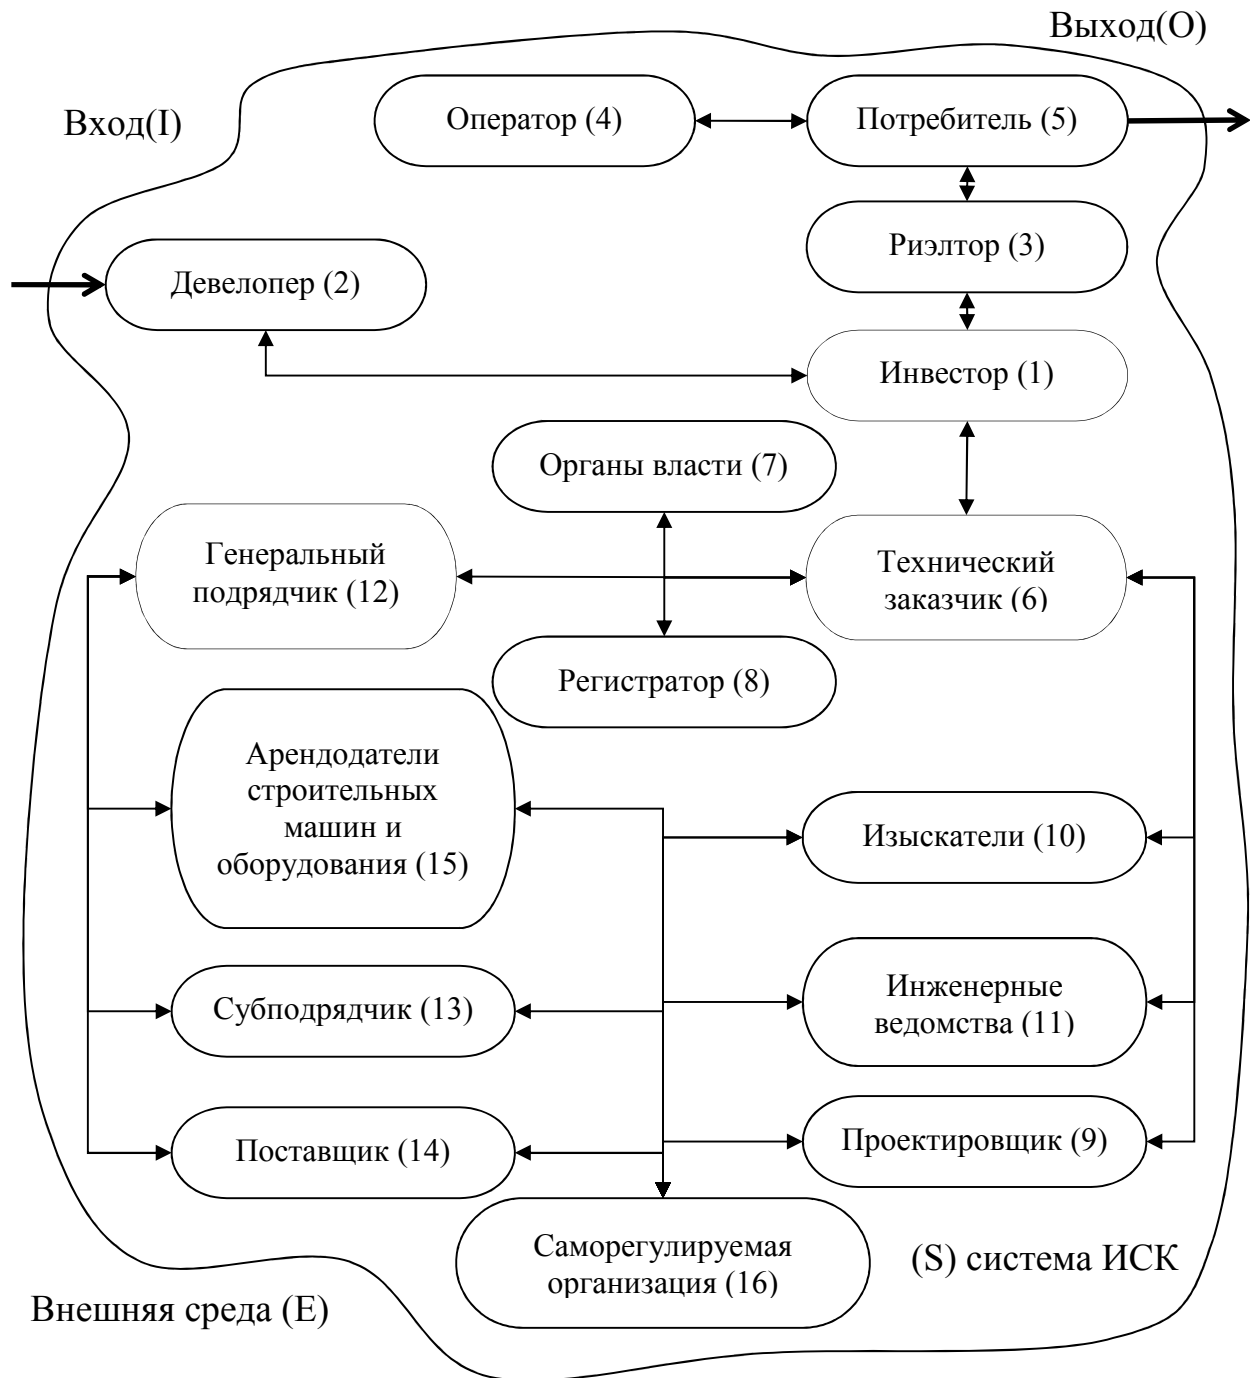 Выход(O)
Вход(I)
Оператор (4)
Потребитель (5)
Риэлтор (3)
Девелопер (2)
Инвестор (1)
Органы власти (7)
Генеральный
подрядчик (12)
Технический
заказчик (6)
Регистратор (8)
Арендодатели
строительных
машин и
оборудования (15)
Изыскатели (10)
Субподрядчик (13)
Инженерные
ведомства (11)
Поставщик (14)
Проектировщик (9)
Саморегулируемая
организация (16)
(S) система ИСК
Внешняя среда (E)